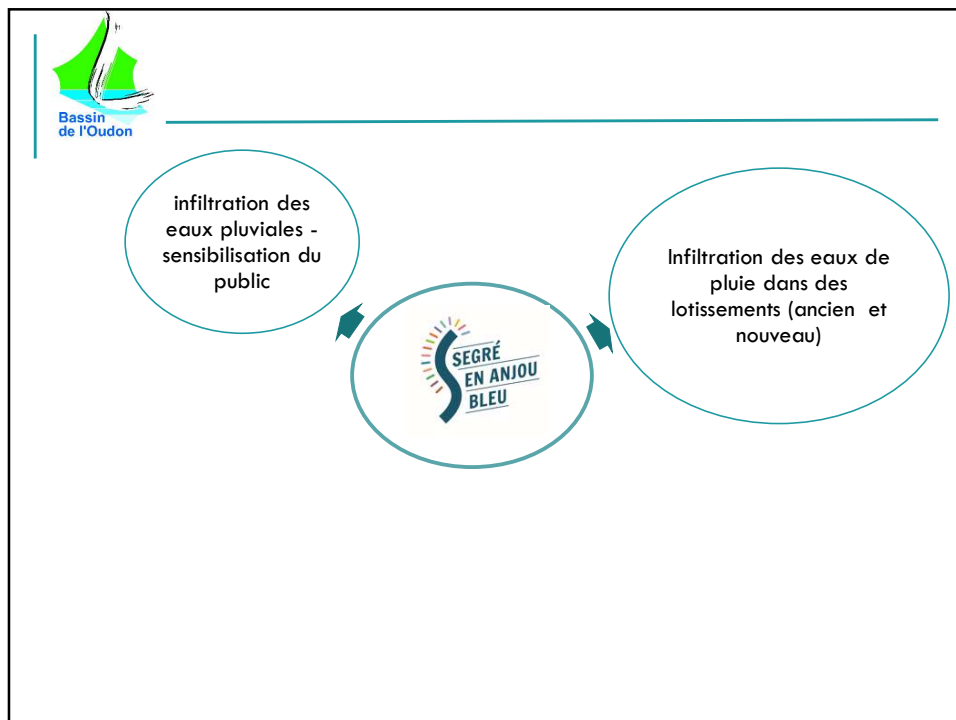 Bassin
de l'Oudon
infiltration des
eaux pluviales -
sensibilisation du
public
Infiltration des eaux de
pluie dans des
lotissements (ancien et
nouveau)
SEGRÉ
EN ANJOU
BLEU